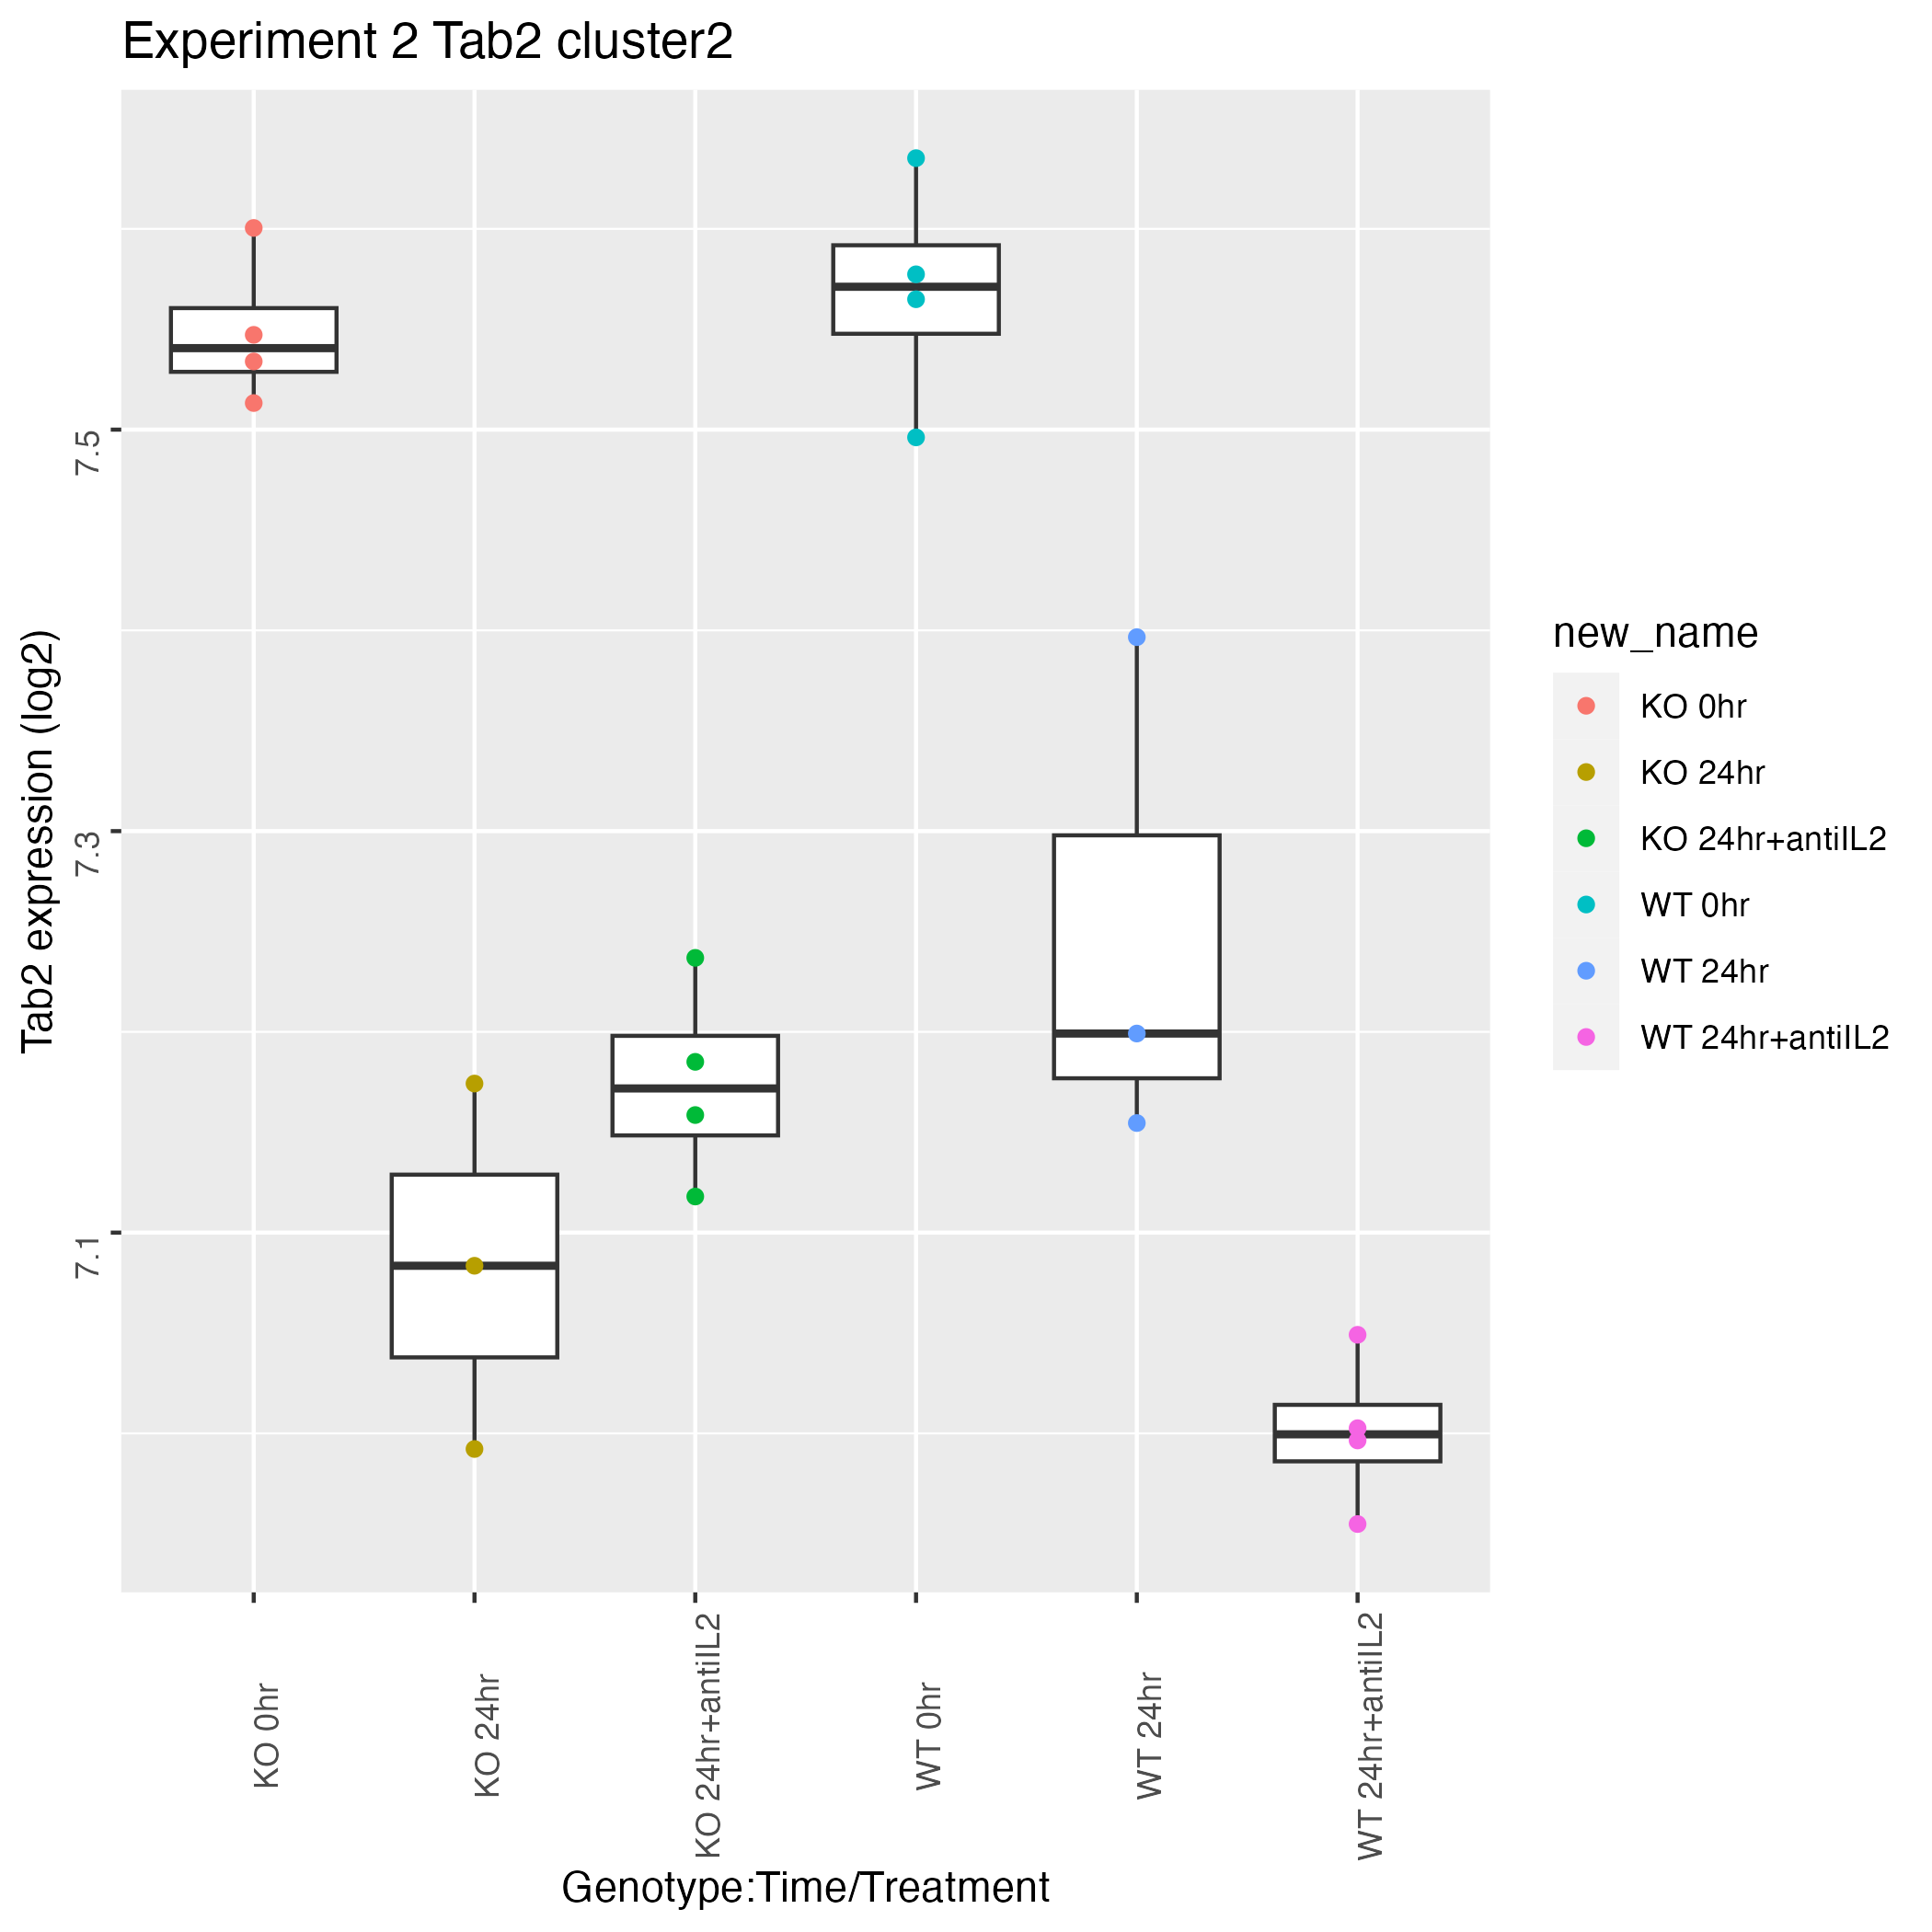 Experiment 2 Tab2 cluster2
Tab2 expression (log2)
7.5
7.3
7.1
KO 0hr
KO 24hr
KO 24hr+antiIL2
WT 0hr
WT 24hr
WT 24hr+antiIL2
Genotype:Time/Treatment
new_name
KO 0hr
KO 24hr
KO 24hr+antiIL2
WT 0hr
WT 24hr
WT 24hr+antiIL2